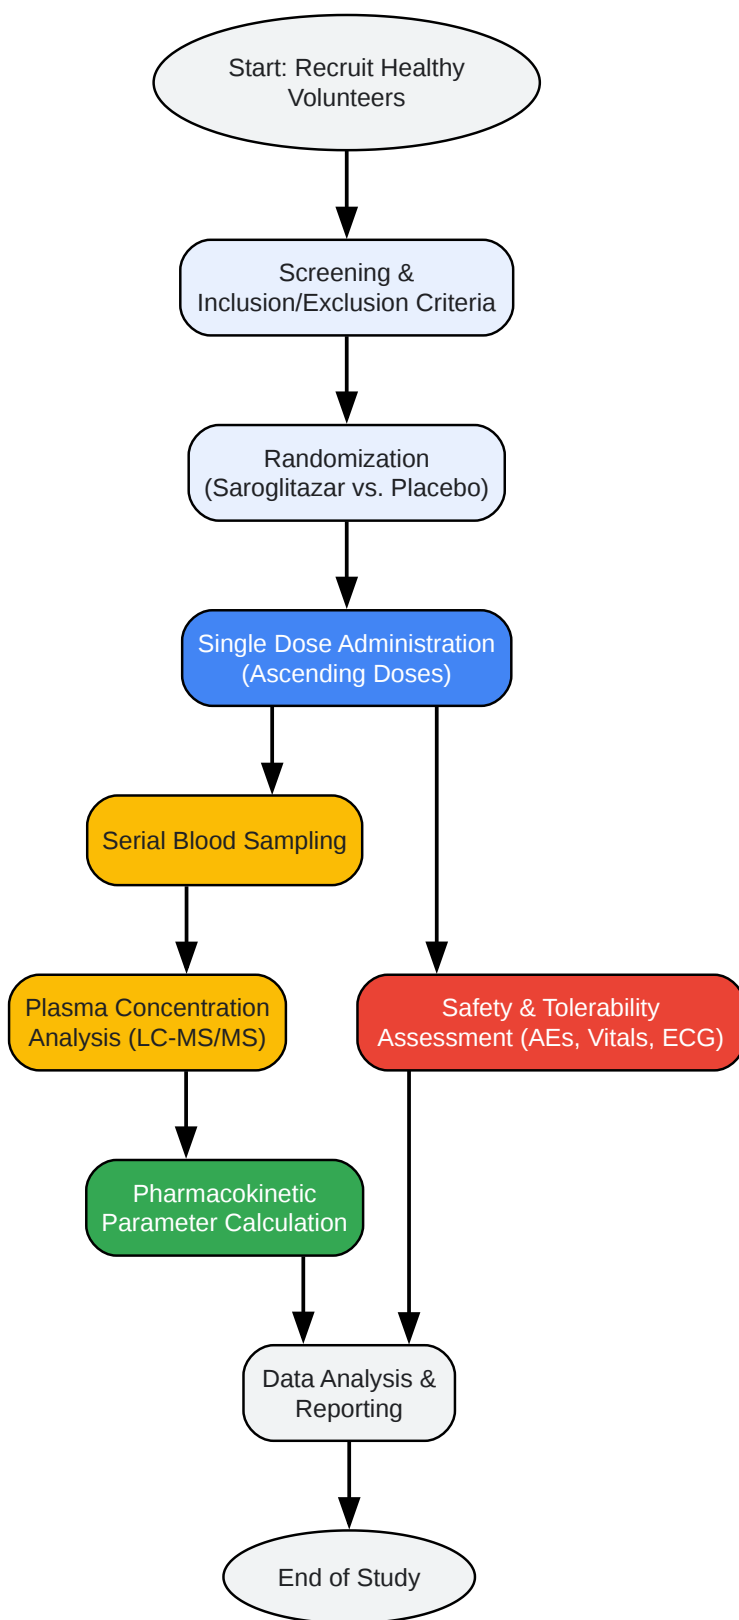 Start: Recruit Healthy
Volunteers
Screening &
Inclusion/Exclusion Criteria
Randomization
(Saroglitazar vs. Placebo)
Single Dose Administration
(Ascending Doses)
Serial Blood Sampling
Plasma Concentration
Analysis (LC-MS/MS)
Safety & Tolerability
Assessment (AEs, Vitals, ECG)
Pharmacokinetic
Parameter Calculation
Data Analysis &
Reporting
End of Study